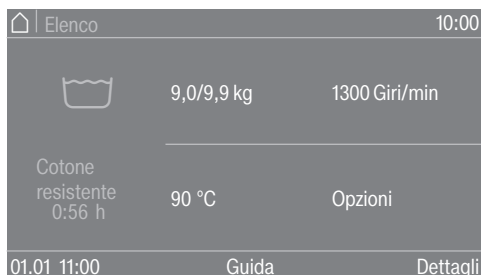 Elenco 10:00
9,0/9,9 kg 1300 Giri/min
Cotone
resistente
0:56 h
90 °C Opzioni
01.01 11:00 Guida Dettagli